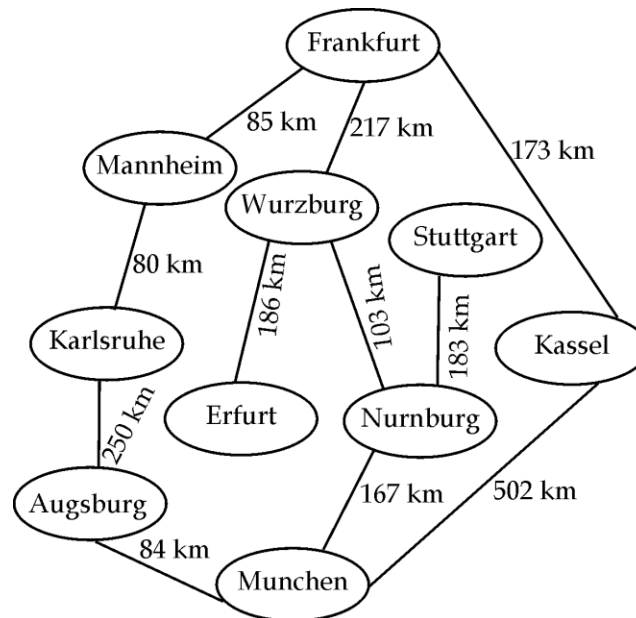 Frankfurt
85 km
217 km
173 km
Mannheim
Wurzburg
Stuttgart
80 km
186 km
103 km
183 km
Karlsruhe
Kassel
250 km
Erfurt
Nurnburg
Augsburg
167 km
502 km
84 km
Munchen